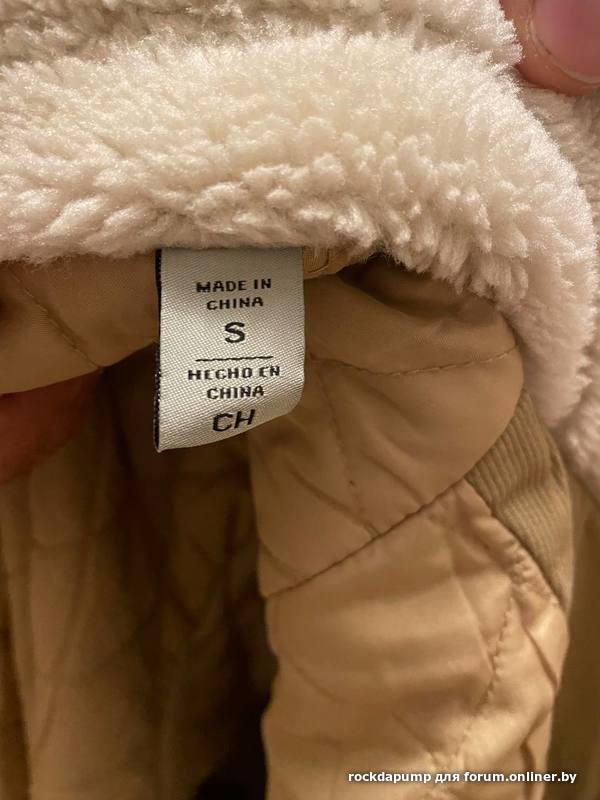 MADE IN
CHINA
S
HECHO EN
CHINA
CH
rockdapump для forum.onliner.by